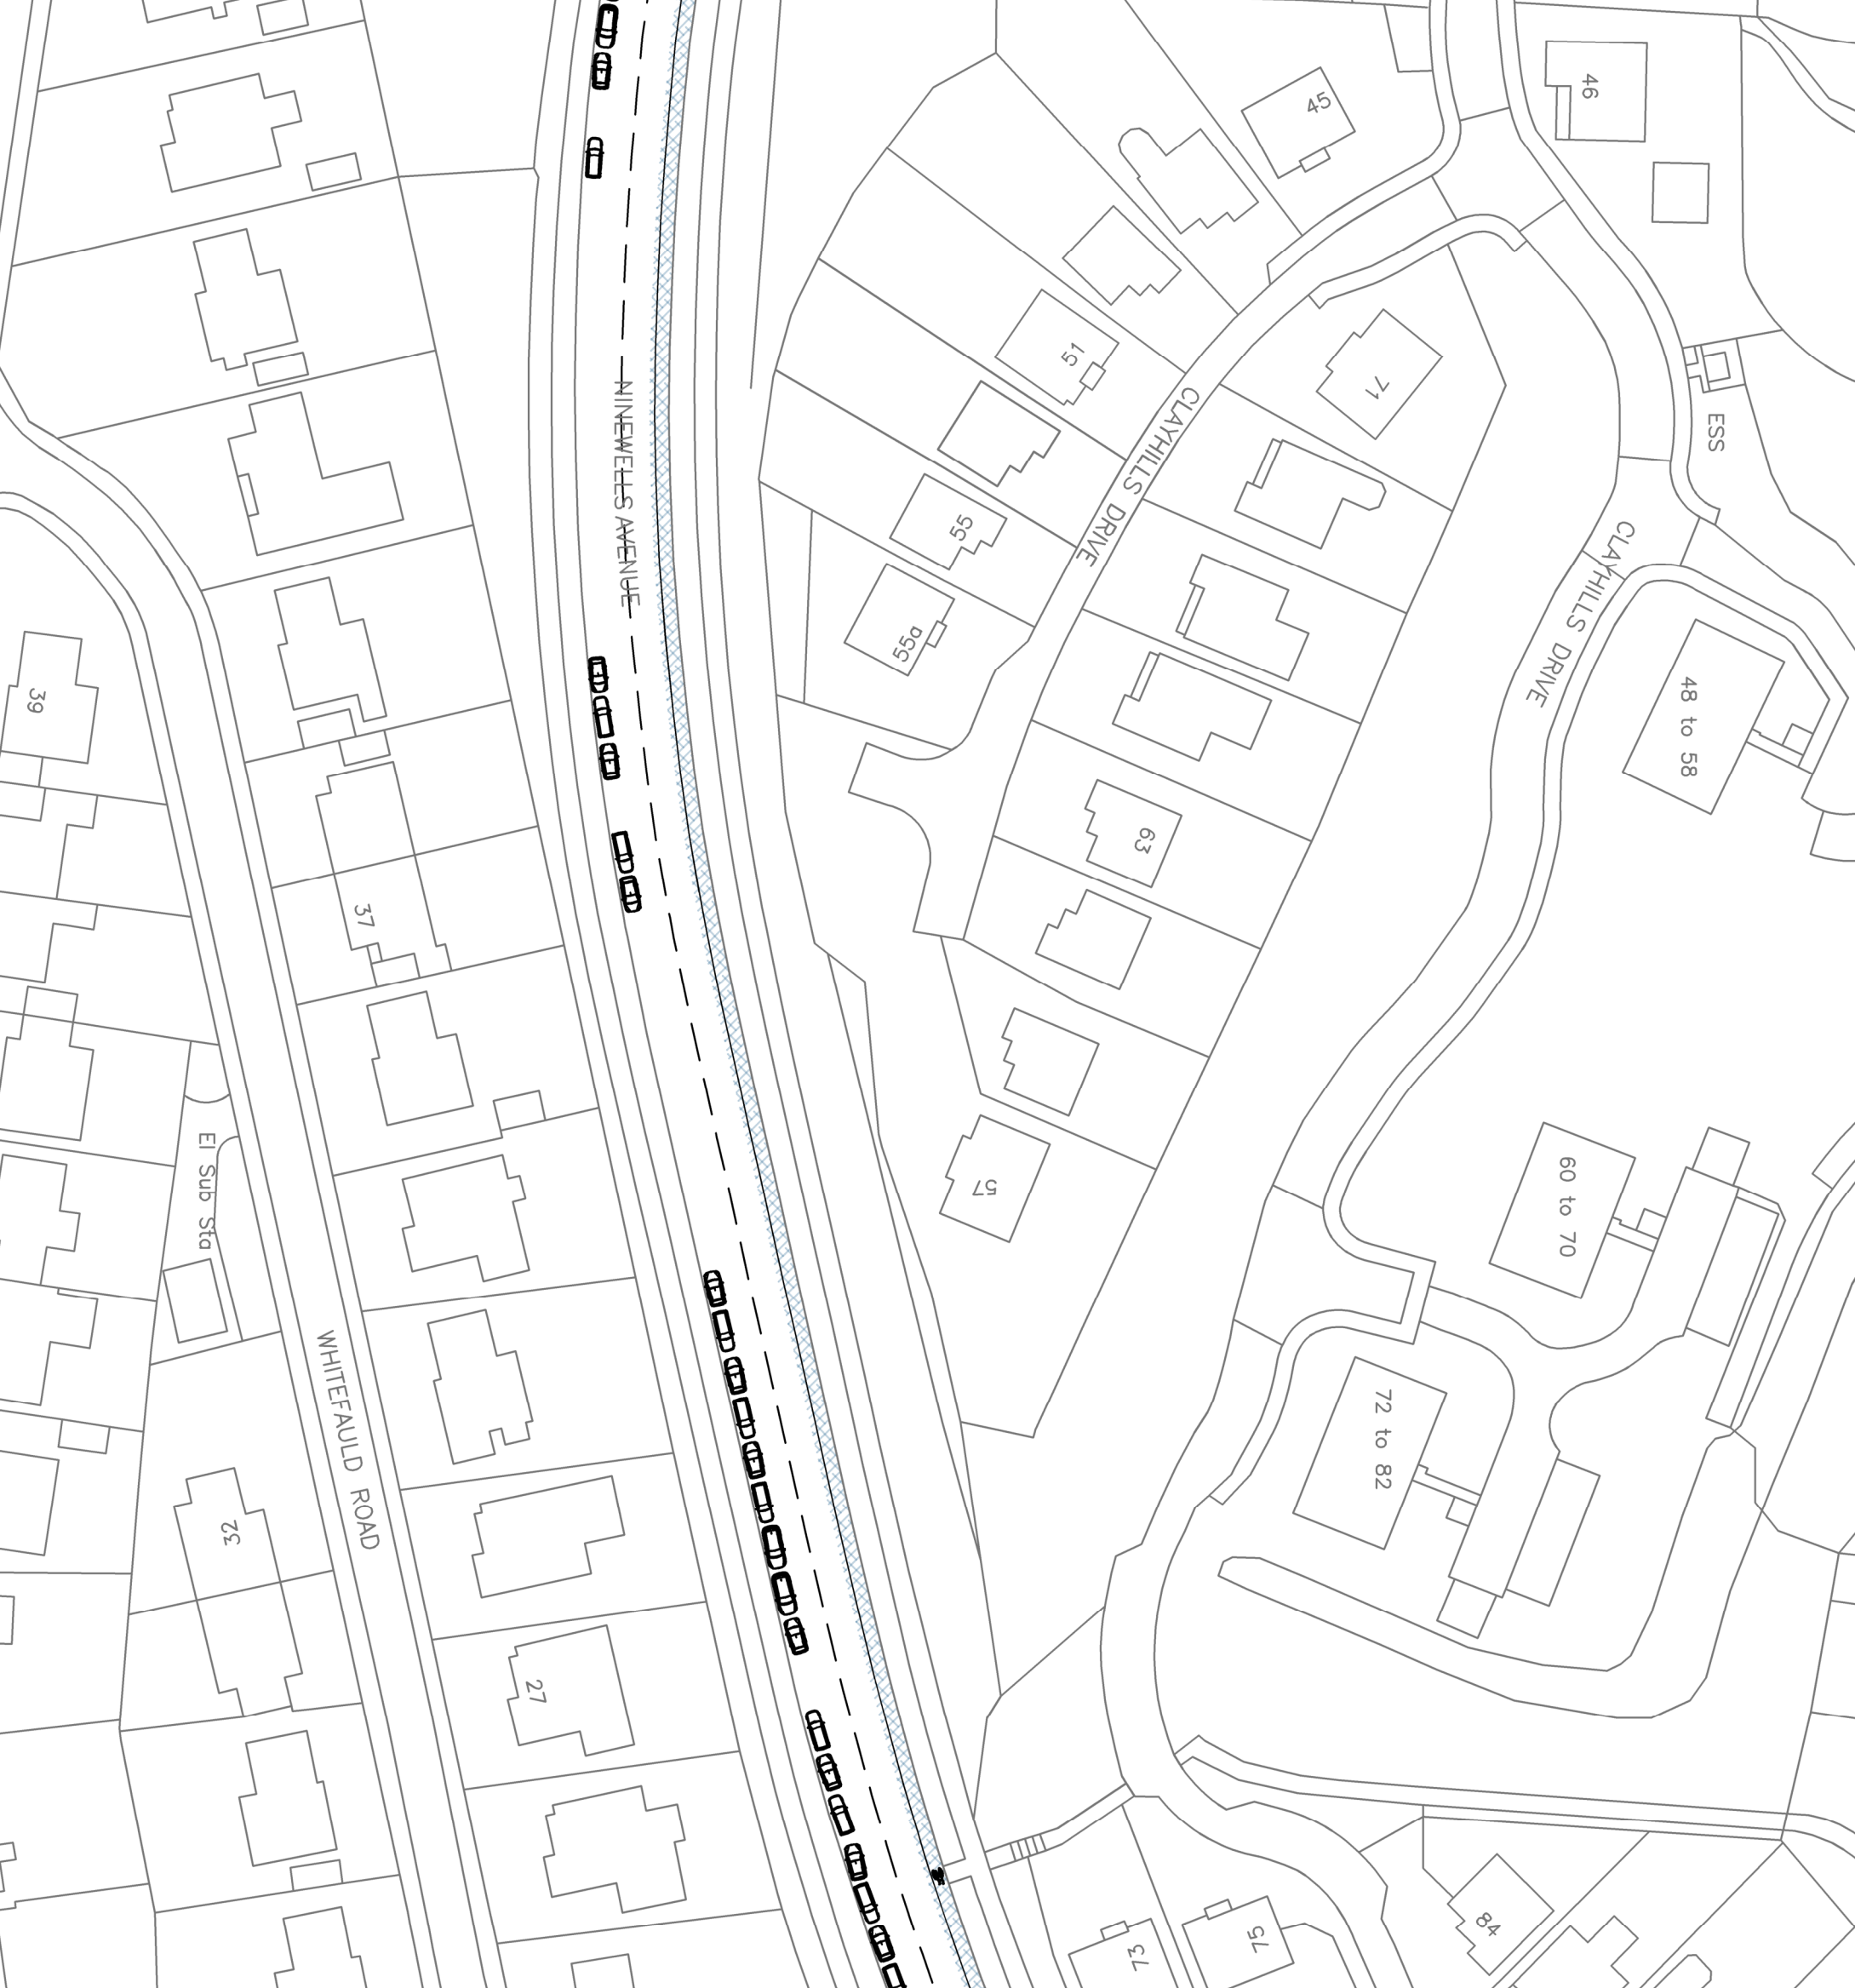 46
45
51
71
NINEWELLS AVENUE
CLAYHILLS DRIVE
ESS
55
CLAYHILLS DRIVE
55a
39
48 to 58
63
37
El Sub Sta
60 to 70
57
WHITEFAULD ROAD
72 to 82
32
27
84
75
73